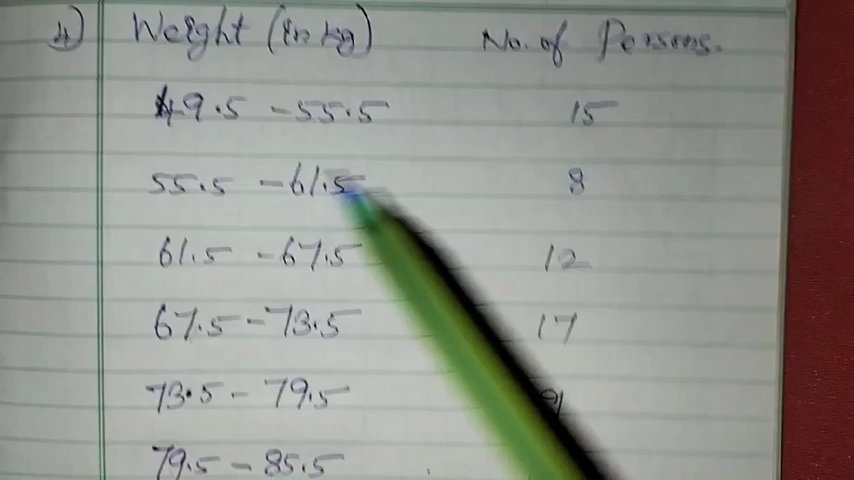 4) Weight (in kg) No. of Persons.
49.5 - 55.5 15
55.5 - 61.5 8
61.5 - 67.5 12
67.5 - 73.5 17
73.5 - 79.5
79.5 - 85.5